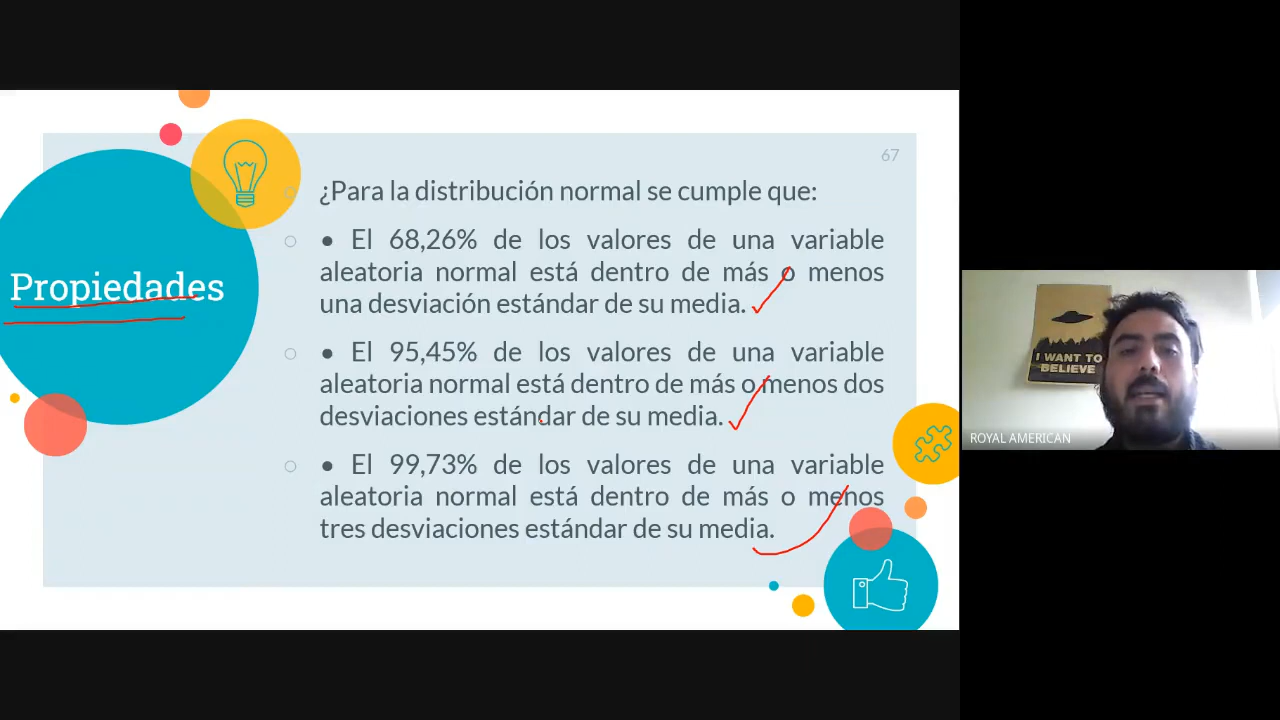 67
¿Para la distribución normal se cumple que:
• El 68,26% de los valores de una variable
aleatoria normal está dentro de más o menos
una desviación estándar de su media.
Propiedades
• El 95,45% de los valores de una variable
aleatoria normal está dentro de más o menos dos
desviaciones estándar de su media.
• El 99,73% de los valores de una variable
aleatoria normal está dentro de más o menos
tres desviaciones estándar de su media.
I WANT TO
BELIEVE
ROYAL AMERICAN